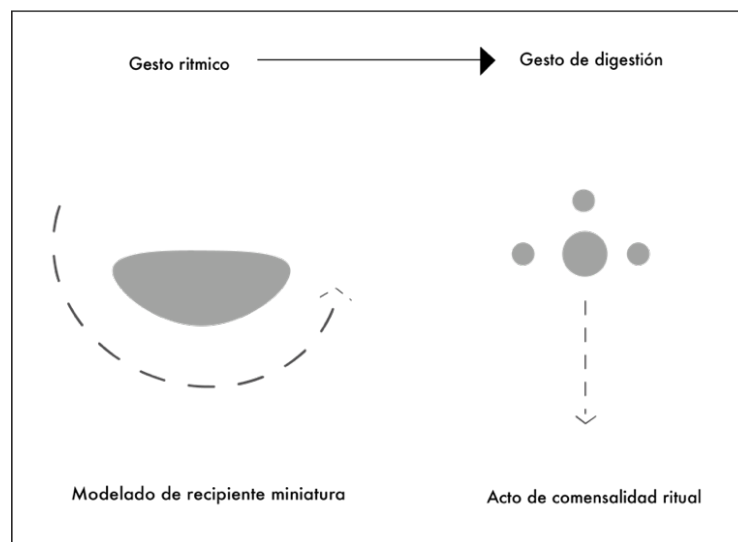 Gesto ritmico
Gesto de digestión
Modelado de recipiente miniatura
Acto de comensalidad ritual